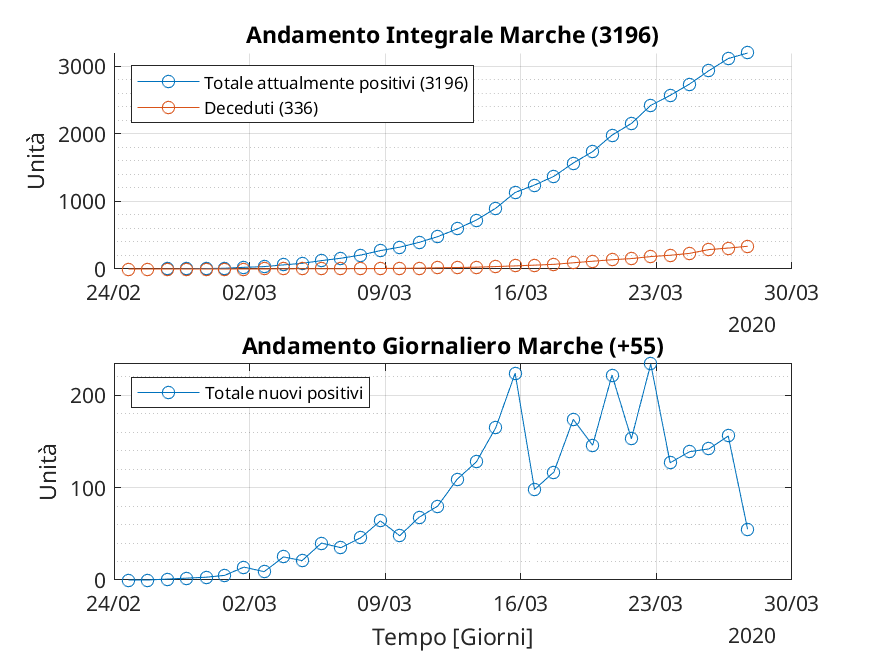 Andamento Integrale Marche (3196)
Totale attualmente positivi (3196)
Deceduti (336)
Unità
3000
2000
1000
0
24/02 02/03 09/03 16/03 23/03 30/03
2020
Andamento Giornaliero Marche (+55)
Totale nuovi positivi
Unità
200
100
0
24/02 02/03 09/03 16/03 23/03 30/03
Tempo [Giorni]
2020